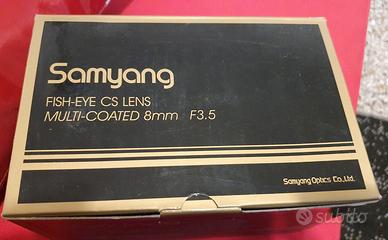 Samyang
FISH-EYE CS LENS
MULTI-COATED 8mm F3.5
Samyang Optics Co., Ltd.
subito